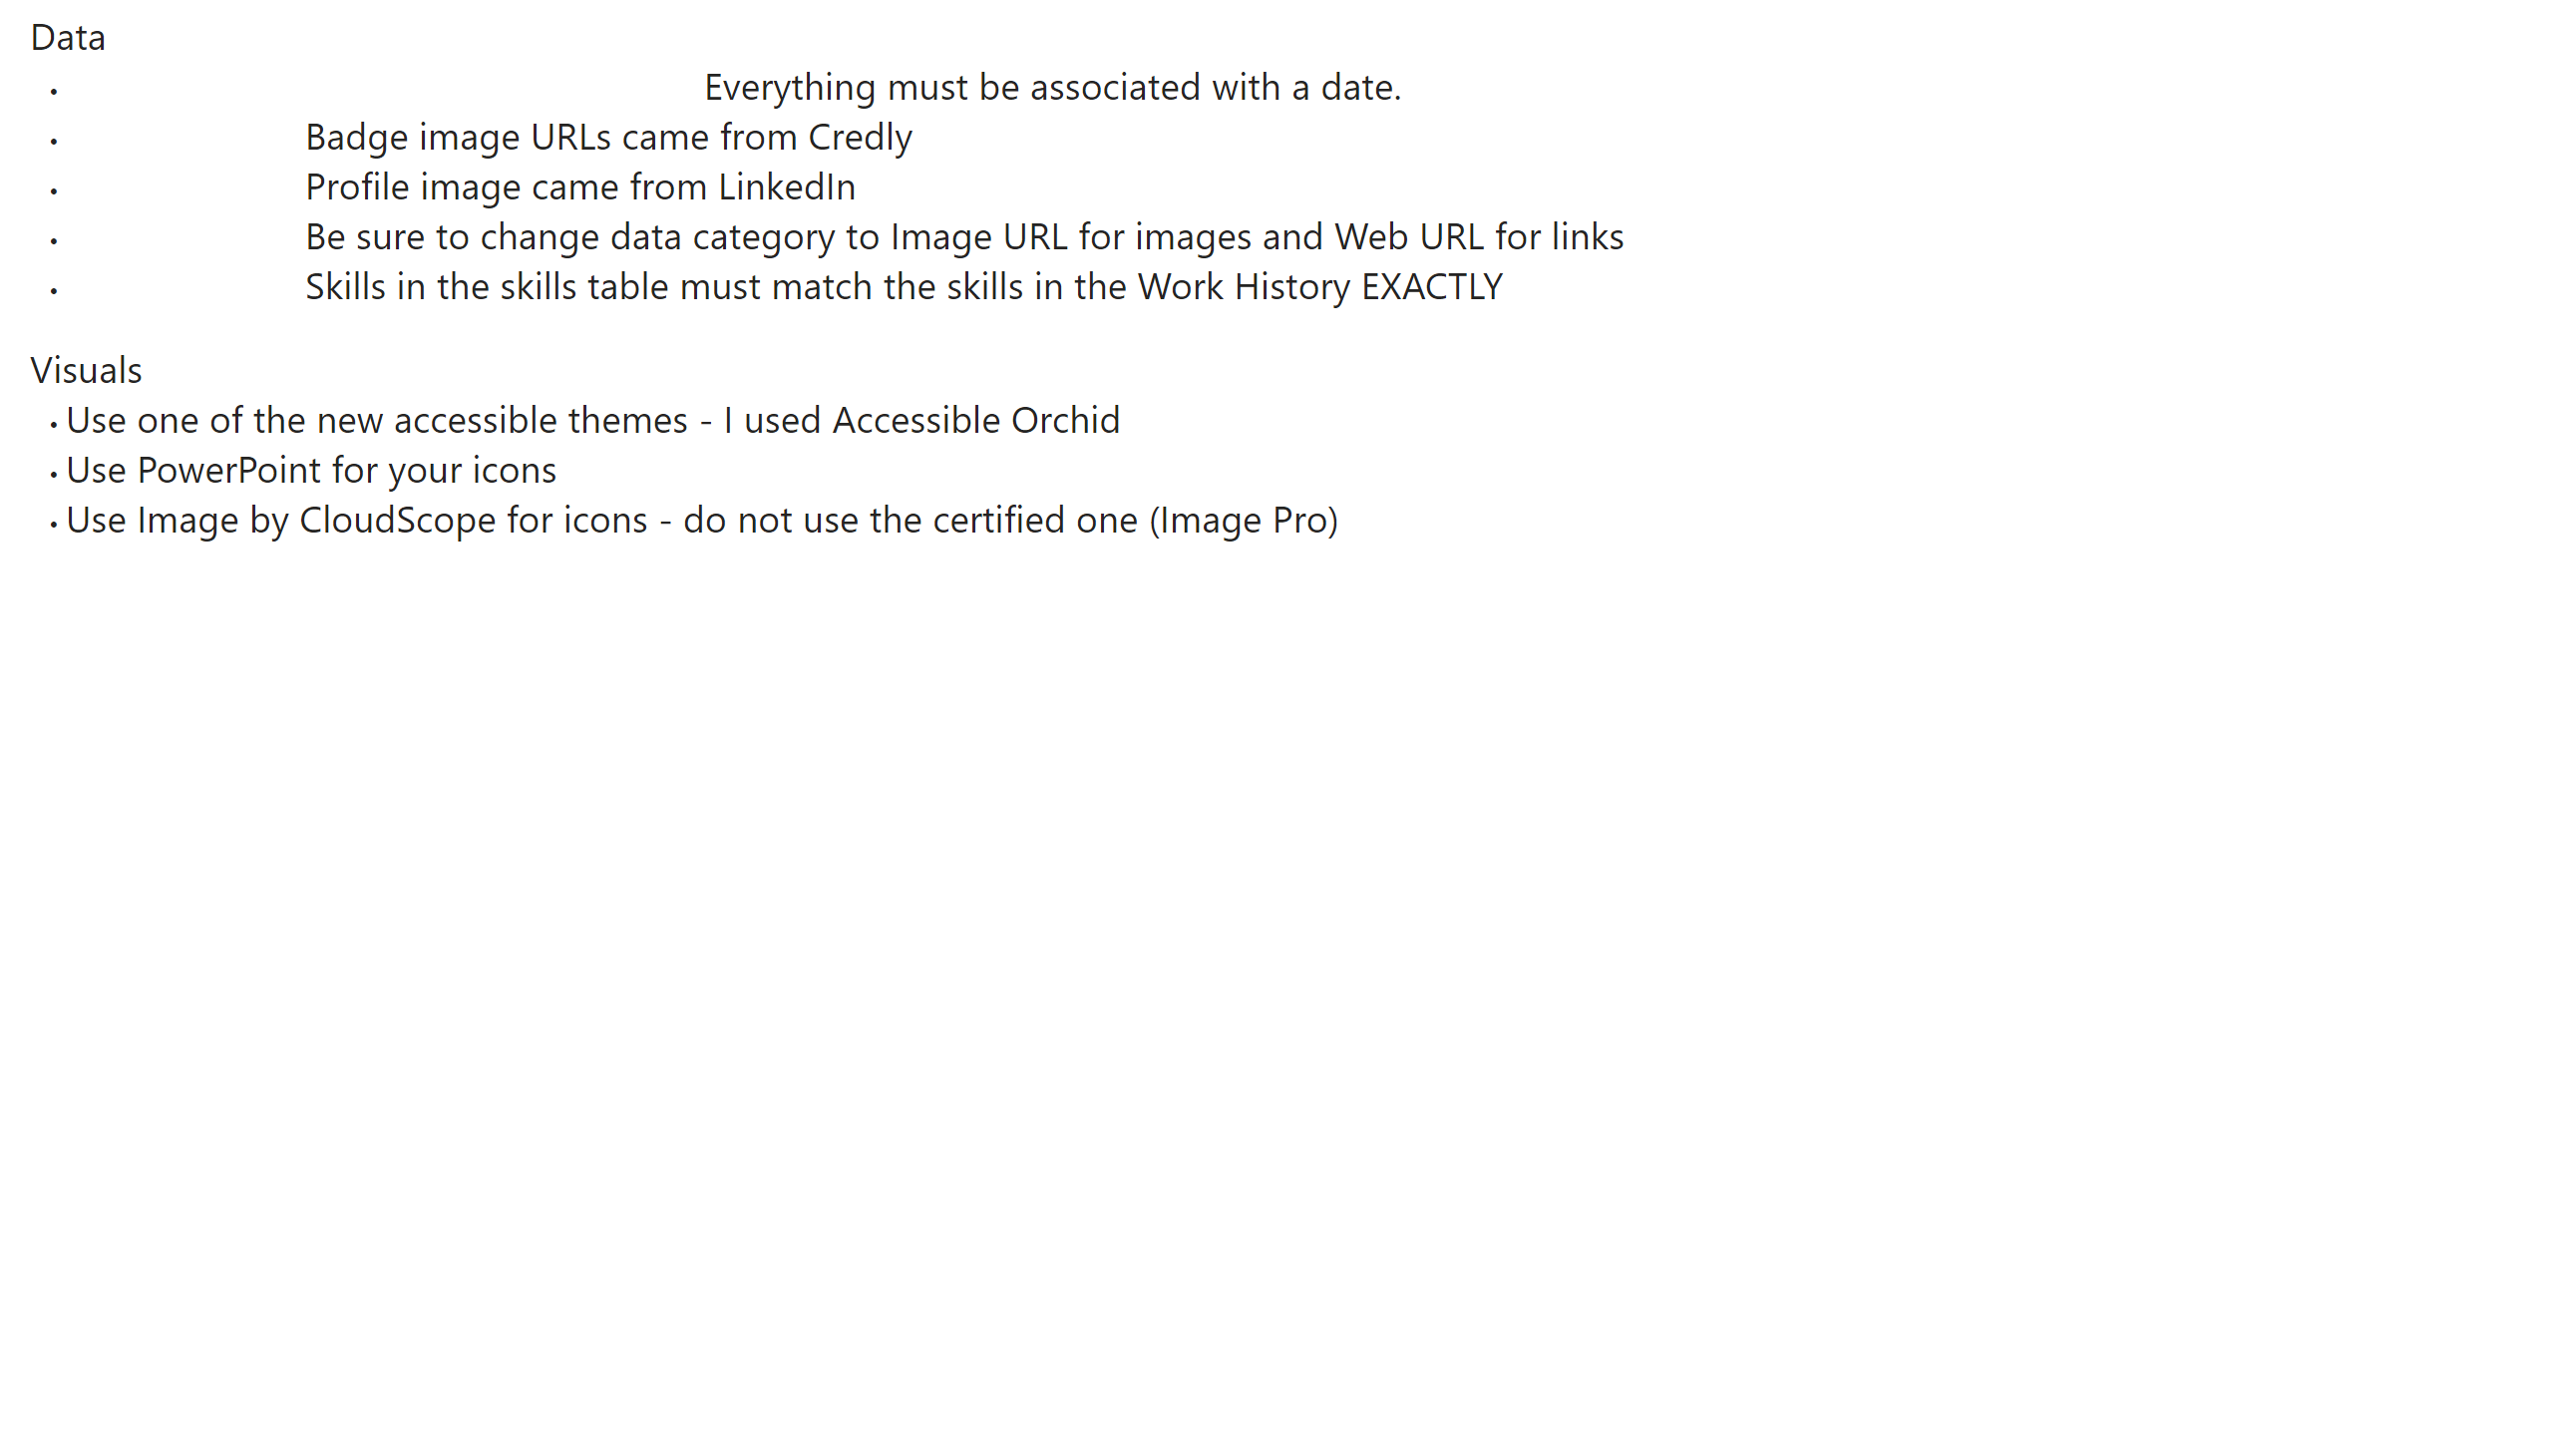 Data
• Everything must be associated with a date.
• Badge image URLs came from Credly
• Profile image came from LinkedIn
• Be sure to change data category to Image URL for images and Web URL for links
• Skills in the skills table must match the skills in the Work History EXACTLY
Visuals
• Use one of the new accessible themes - I used Accessible Orchid
• Use PowerPoint for your icons
• Use Image by CloudScope for icons - do not use the certified one (Image Pro)